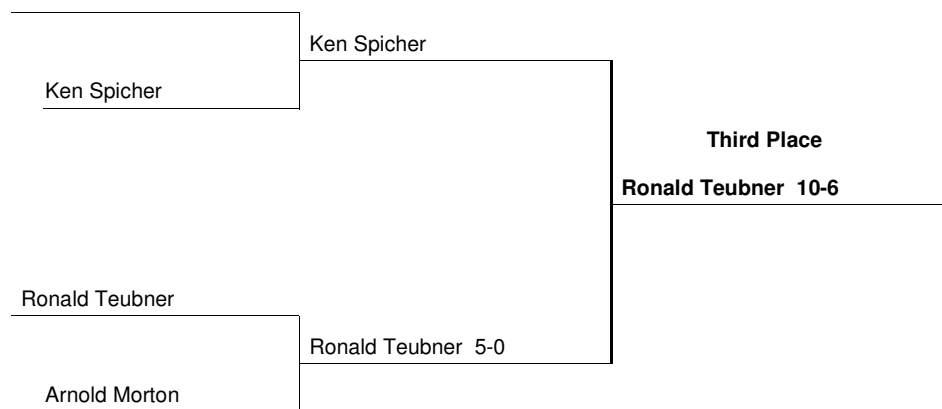 Ken Spicher
Ken Spicher
Third Place
Ronald Teubner 10-6
Ronald Teubner
Ronald Teubner 5-0
Arnold Morton